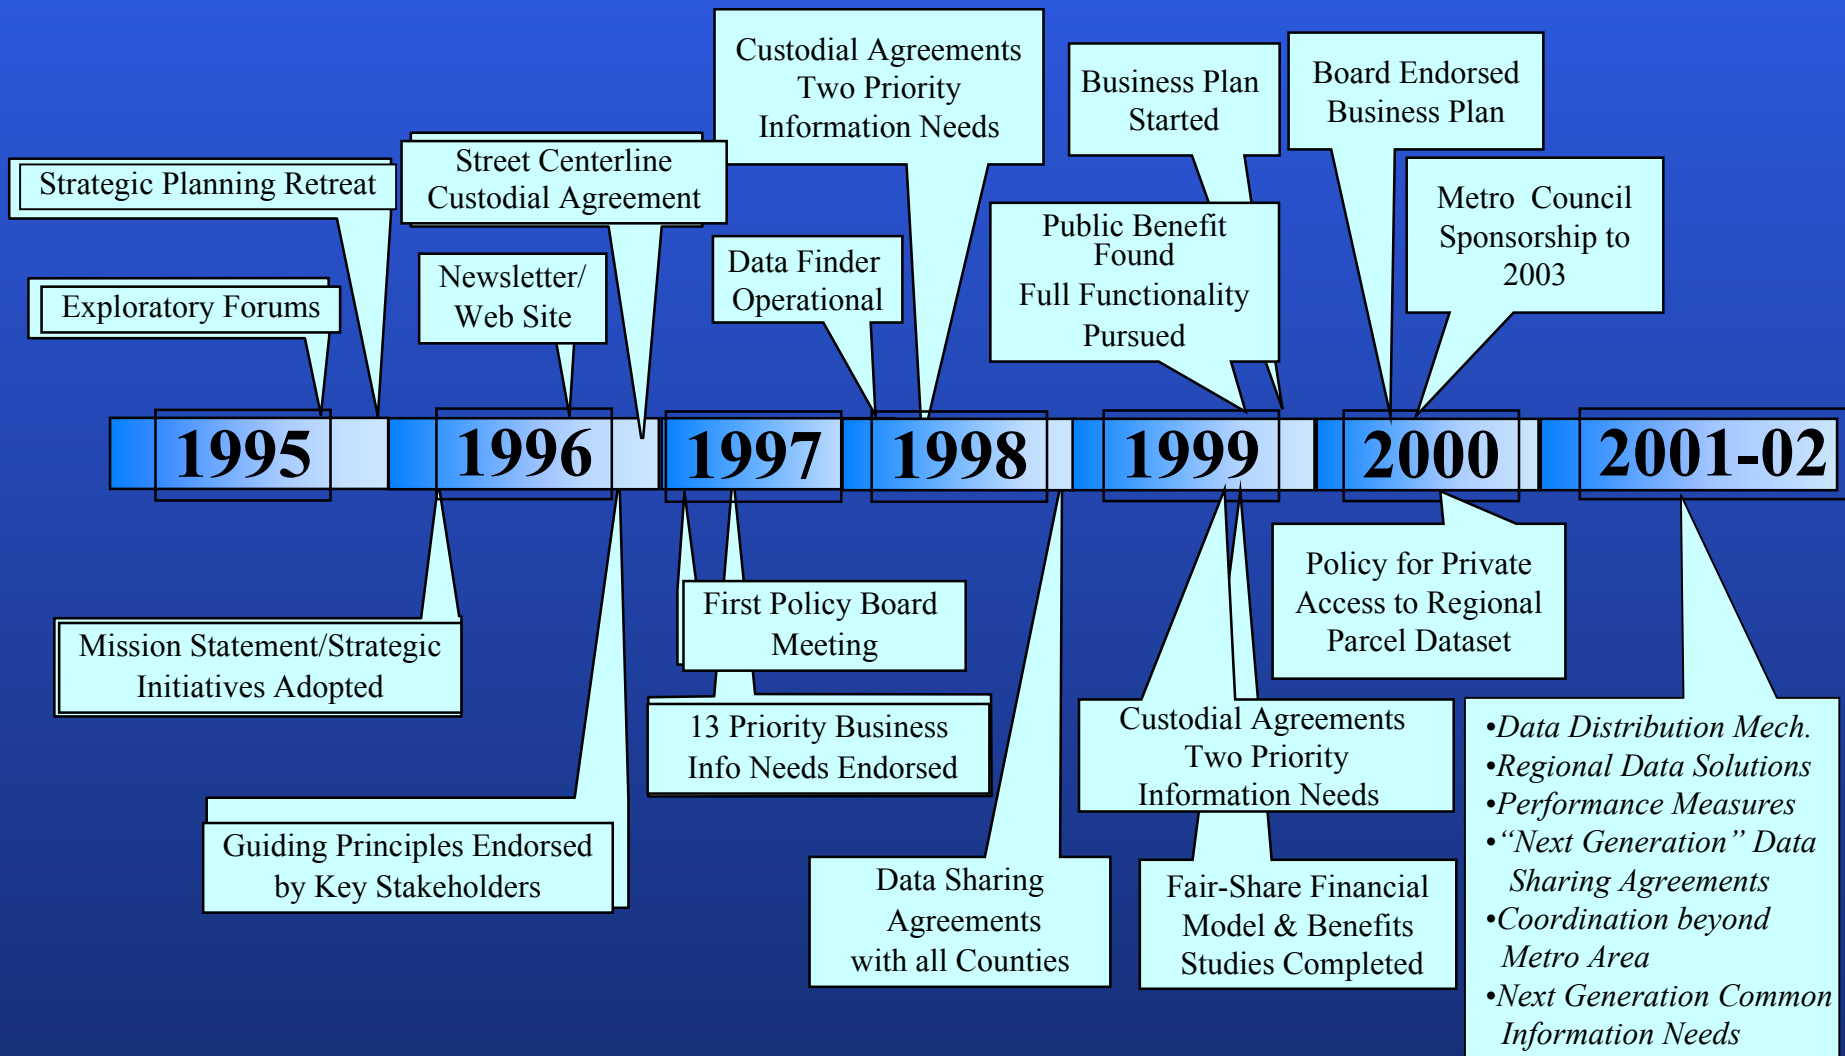 Custodial Agreements
Two Priority
Information Needs
Business Plan
Started
Board Endorsed
Business Plan
Strategic Planning Retreat
Street Centerline
Custodial Agreement
Metro Council
Sponsorship to
2003
Exploratory Forums
Newsletter/
Web Site
Data Finder
Operational
Public Benefit
Found
Full Functionality
Pursued
1995
1996
1997
1998
1999
2000
2001-02
Mission Statement/Strategic
Initiatives Adopted
First Policy Board
Meeting
Policy for Private
Access to Regional
Parcel Dataset
13 Priority Business
Info Needs Endorsed
Custodial Agreements
Two Priority
Information Needs
Guiding Principles Endorsed
by Key Stakeholders
Data Sharing
Agreements
with all Counties
Fair-Share Financial
Model & Benefits
Studies Completed
•Data Distribution Mech.
•Regional Data Solutions
•Performance Measures
•“Next Generation” Data
Sharing Agreements
•Coordination beyond
Metro Area
•Next Generation Common
Information Needs